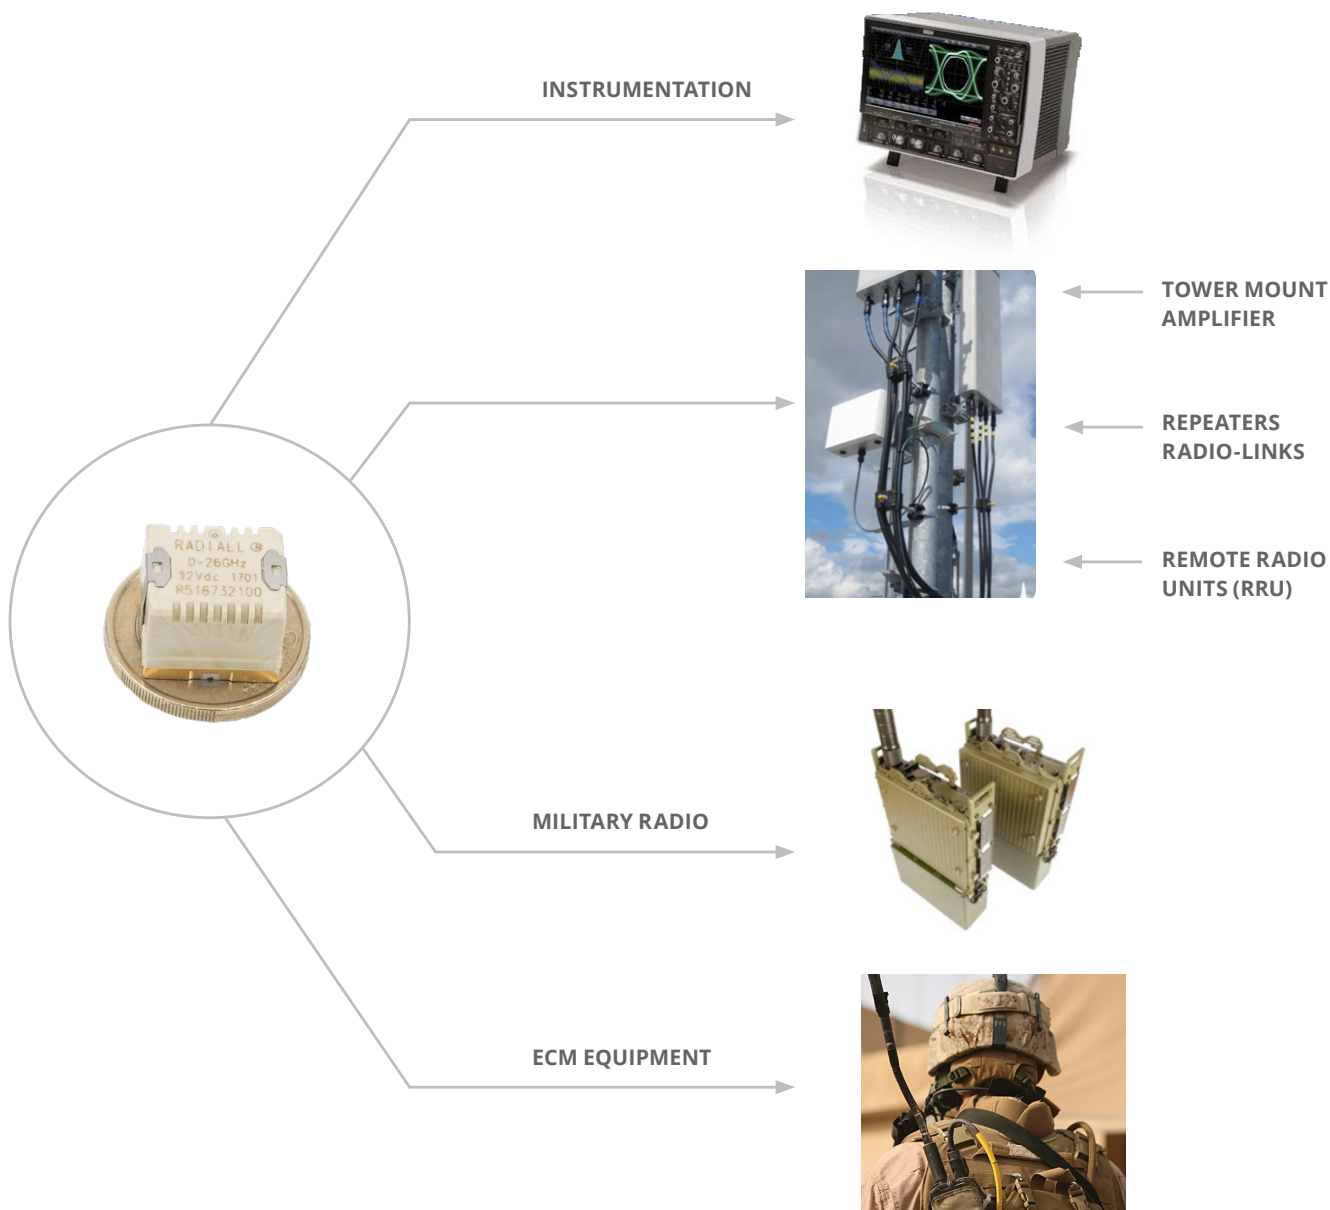 INSTRUMENTATION
TOWER MOUNT
AMPLIFIER
REPEATERS
RADIO-LINKS
REMOTE RADIO
UNITS (RRU)
RADIALL ®
0-26GHz
12Vdc 1701
R516732100
MILITARY RADIO
ECM EQUIPMENT